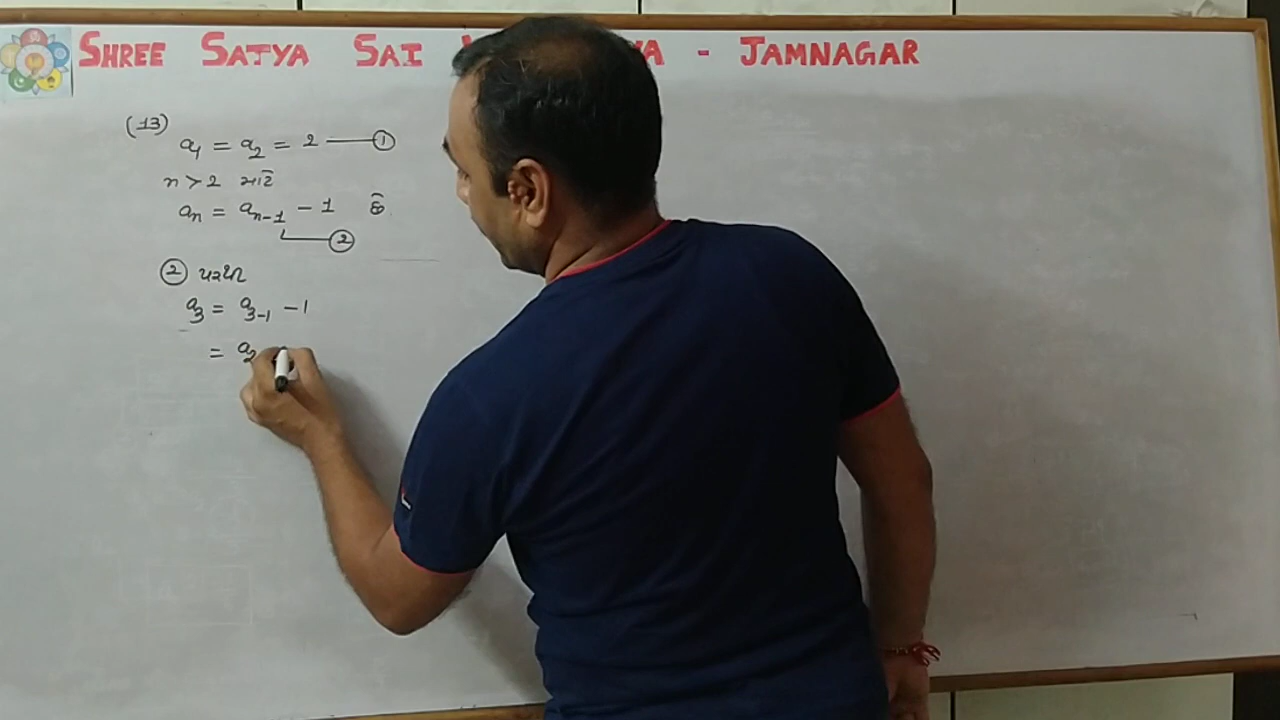 SHREE SATYA SAI - JAMNAGAR
(13)
a₁ = a₂ = 2 — ①
n > 2 માટે
aₙ = aₙ₋₁ - 1 છે
②
② પરથી
a₃ = a₃₋₁ - 1
= a₂